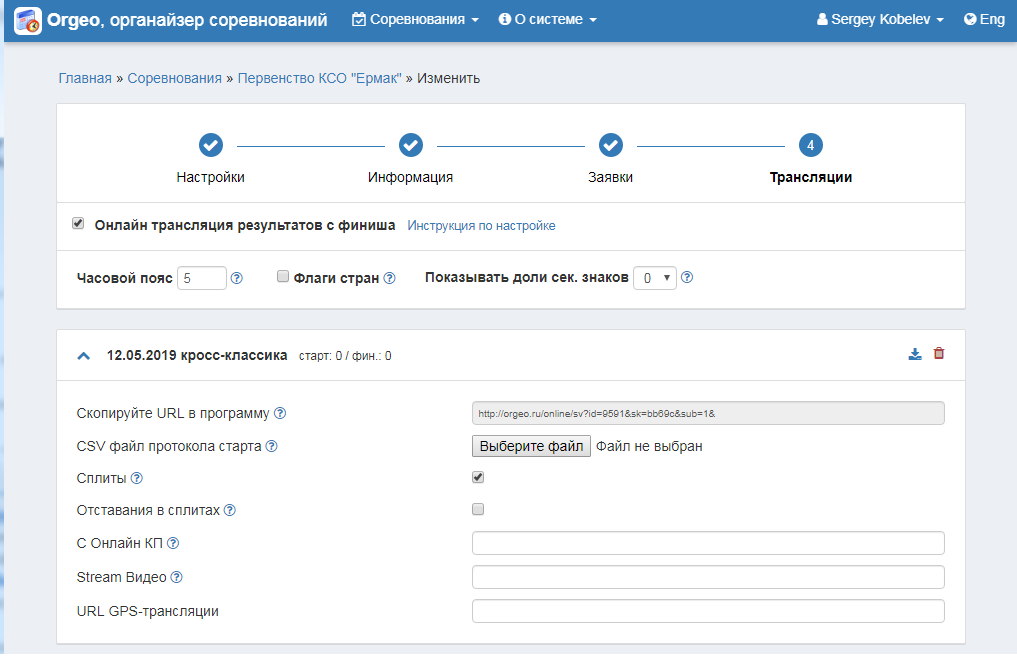 Orgeo, органайзер соревнований Соревнования О системе Sergey Kobelev Eng
Главная » Соревнования » Первенство КСО "Ермак" » Изменить
4
Настройки Информация Заявки Трансляции
Онлайн трансляция результатов с финиша Инструкция по настройке
Часовой пояс 5 Флаги стран Показывать доли сек. знаков 0
12.05.2019 кросс-классика старт: 0 / фин.: 0
Скопируйте URL в программу http://orgeo.ru/online/sv?id=9591&sk=bb69c&sub=1&
CSV файл протокола старта Выберите файл Файл не выбран
Сплиты
Отставания в сплитах
С Онлайн КП
Stream Видео
URL GPS-трансляции